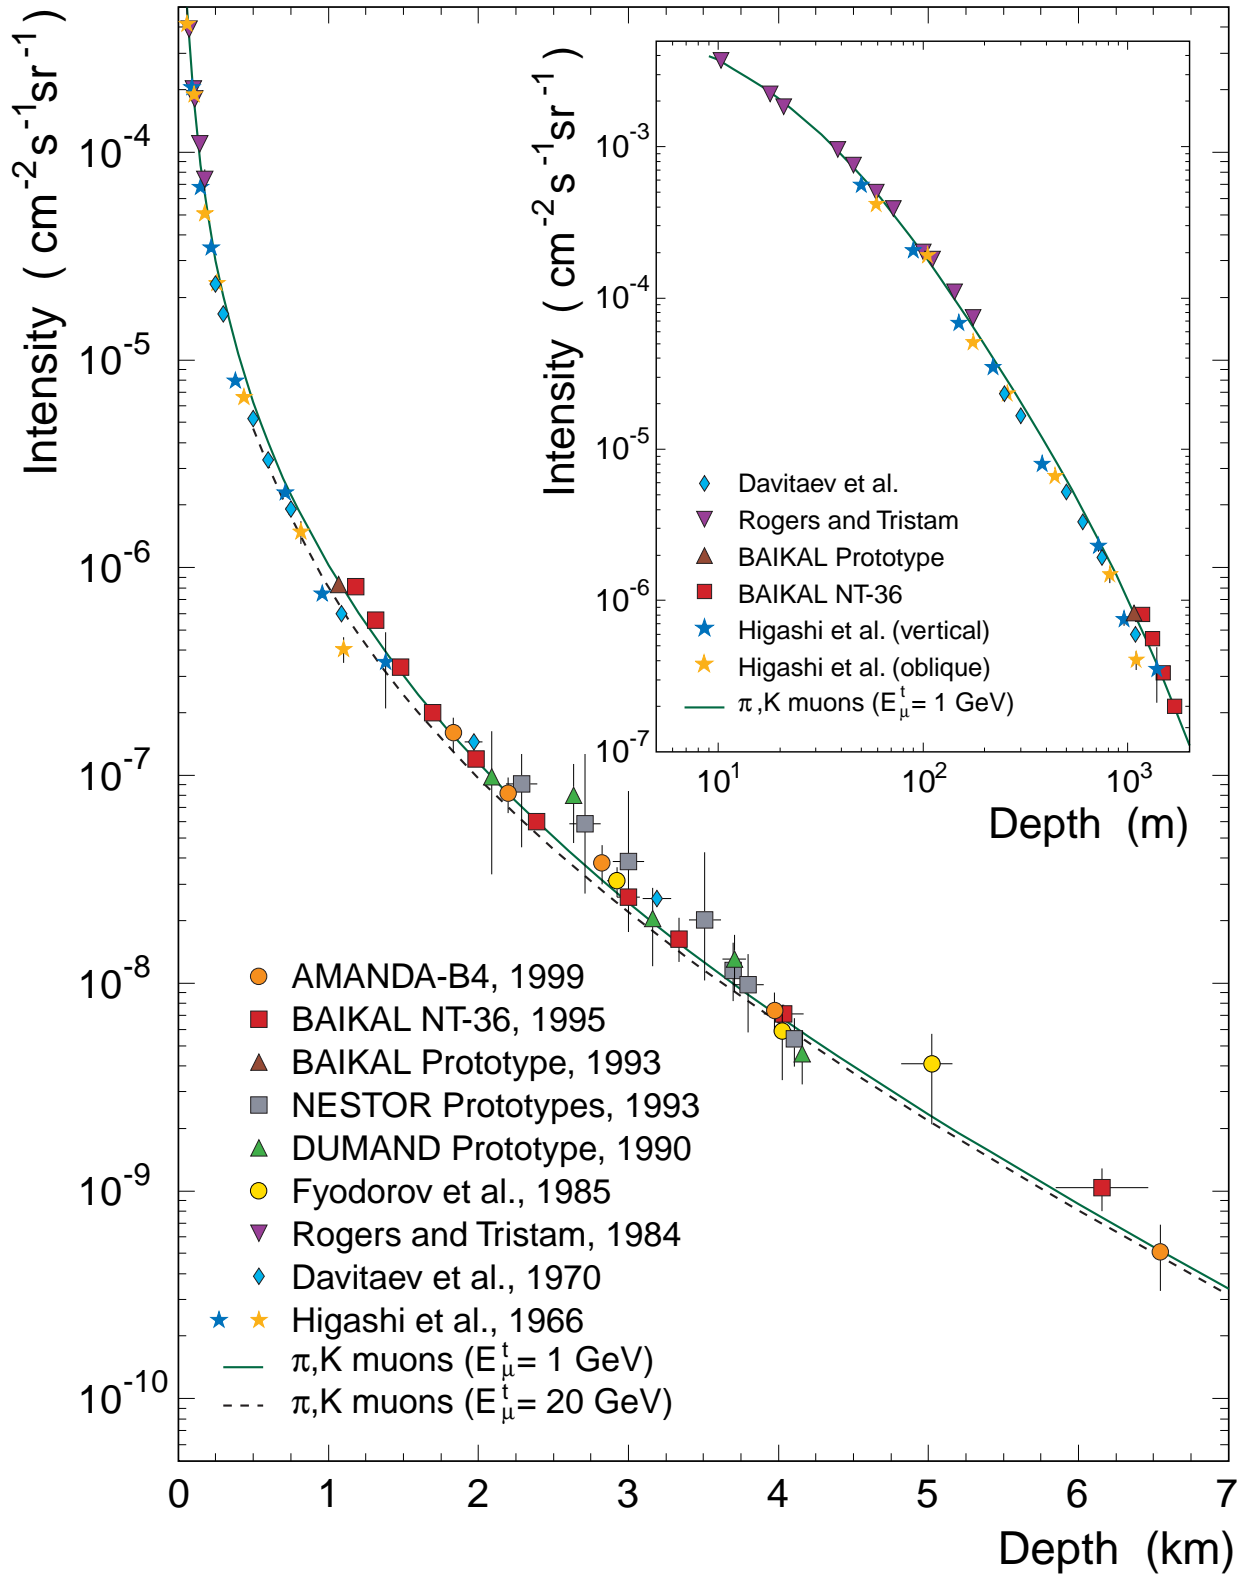 Intensity ( cm-2s-1sr-1)
10-4
10-5
10-6
10-7
10-8
10-9
10-10
0 1 2 3 4 5 6 7
Depth (km)
AMANDA-B4, 1999
BAIKAL NT-36, 1995
BAIKAL Prototype, 1993
NESTOR Prototypes, 1993
DUMAND Prototype, 1990
Fyodorov et al., 1985
Rogers and Tristam, 1984
Davitaev et al., 1970
Higashi et al., 1966
π,K muons (Etμ= 1 GeV)
π,K muons (Etμ= 20 GeV)
Intensity ( cm-2s-1sr-1)
10-3
10-4
10-5
10-6
10-7
101 102 103
Depth (m)
Davitaev et al.
Rogers and Tristam
BAIKAL Prototype
BAIKAL NT-36
Higashi et al. (vertical)
Higashi et al. (oblique)
π,K muons (Etμ= 1 GeV)